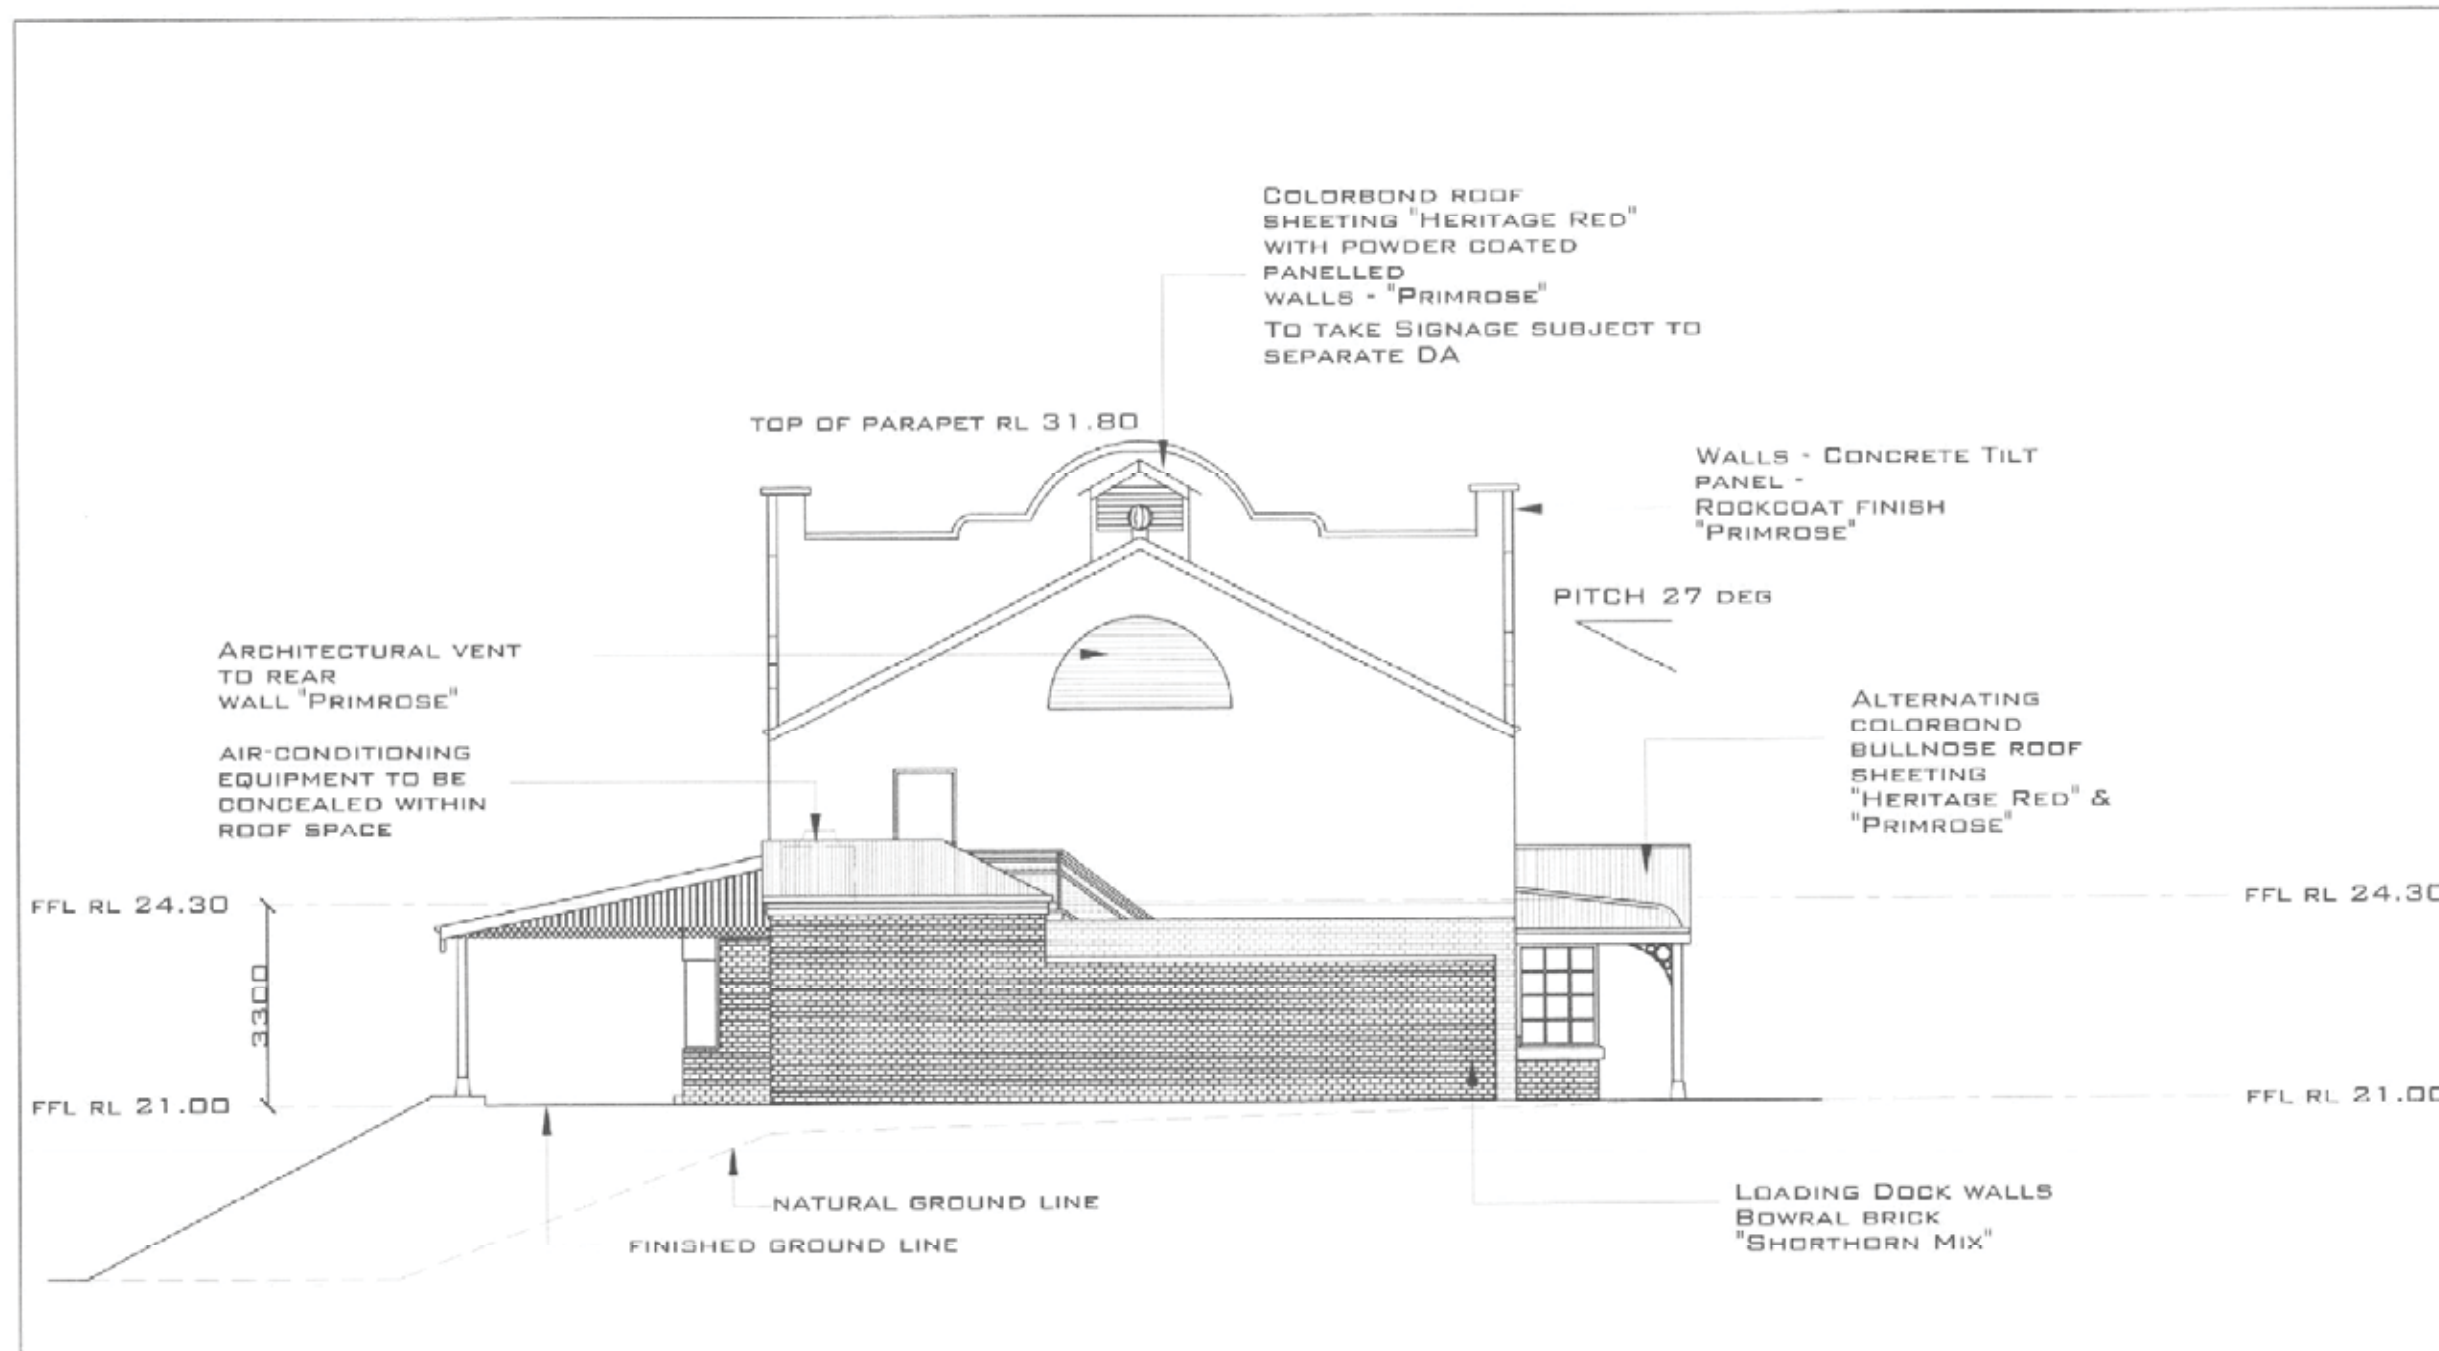 COLORBOND ROOF
SHEETING "HERITAGE RED"
WITH POWDER COATED
PANELLED
WALLS - "PRIMROSE"
TO TAKE SIGNAGE SUBJECT TO
SEPARATE DA
TOP OF PARAPET RL 31.80
WALLS - CONCRETE TILT
PANEL -
ROCKCOAT FINISH
"PRIMROSE"
PITCH 27 DEG
ARCHITECTURAL VENT
TO REAR
WALL "PRIMROSE"
AIR-CONDITIONING
EQUIPMENT TO BE
CONCEALED WITHIN
ROOF SPACE
ALTERNATING
COLORBOND
BULLNOSE ROOF
SHEETING
"HERITAGE RED" &
"PRIMROSE"
FFL RL 24.30
FFL RL 24.30
3300
FFL RL 21.00
FFL RL 21.00
NATURAL GROUND LINE
FINISHED GROUND LINE
LOADING DOCK WALLS
BOWRAL BRICK
"SHORTHORN MIX"